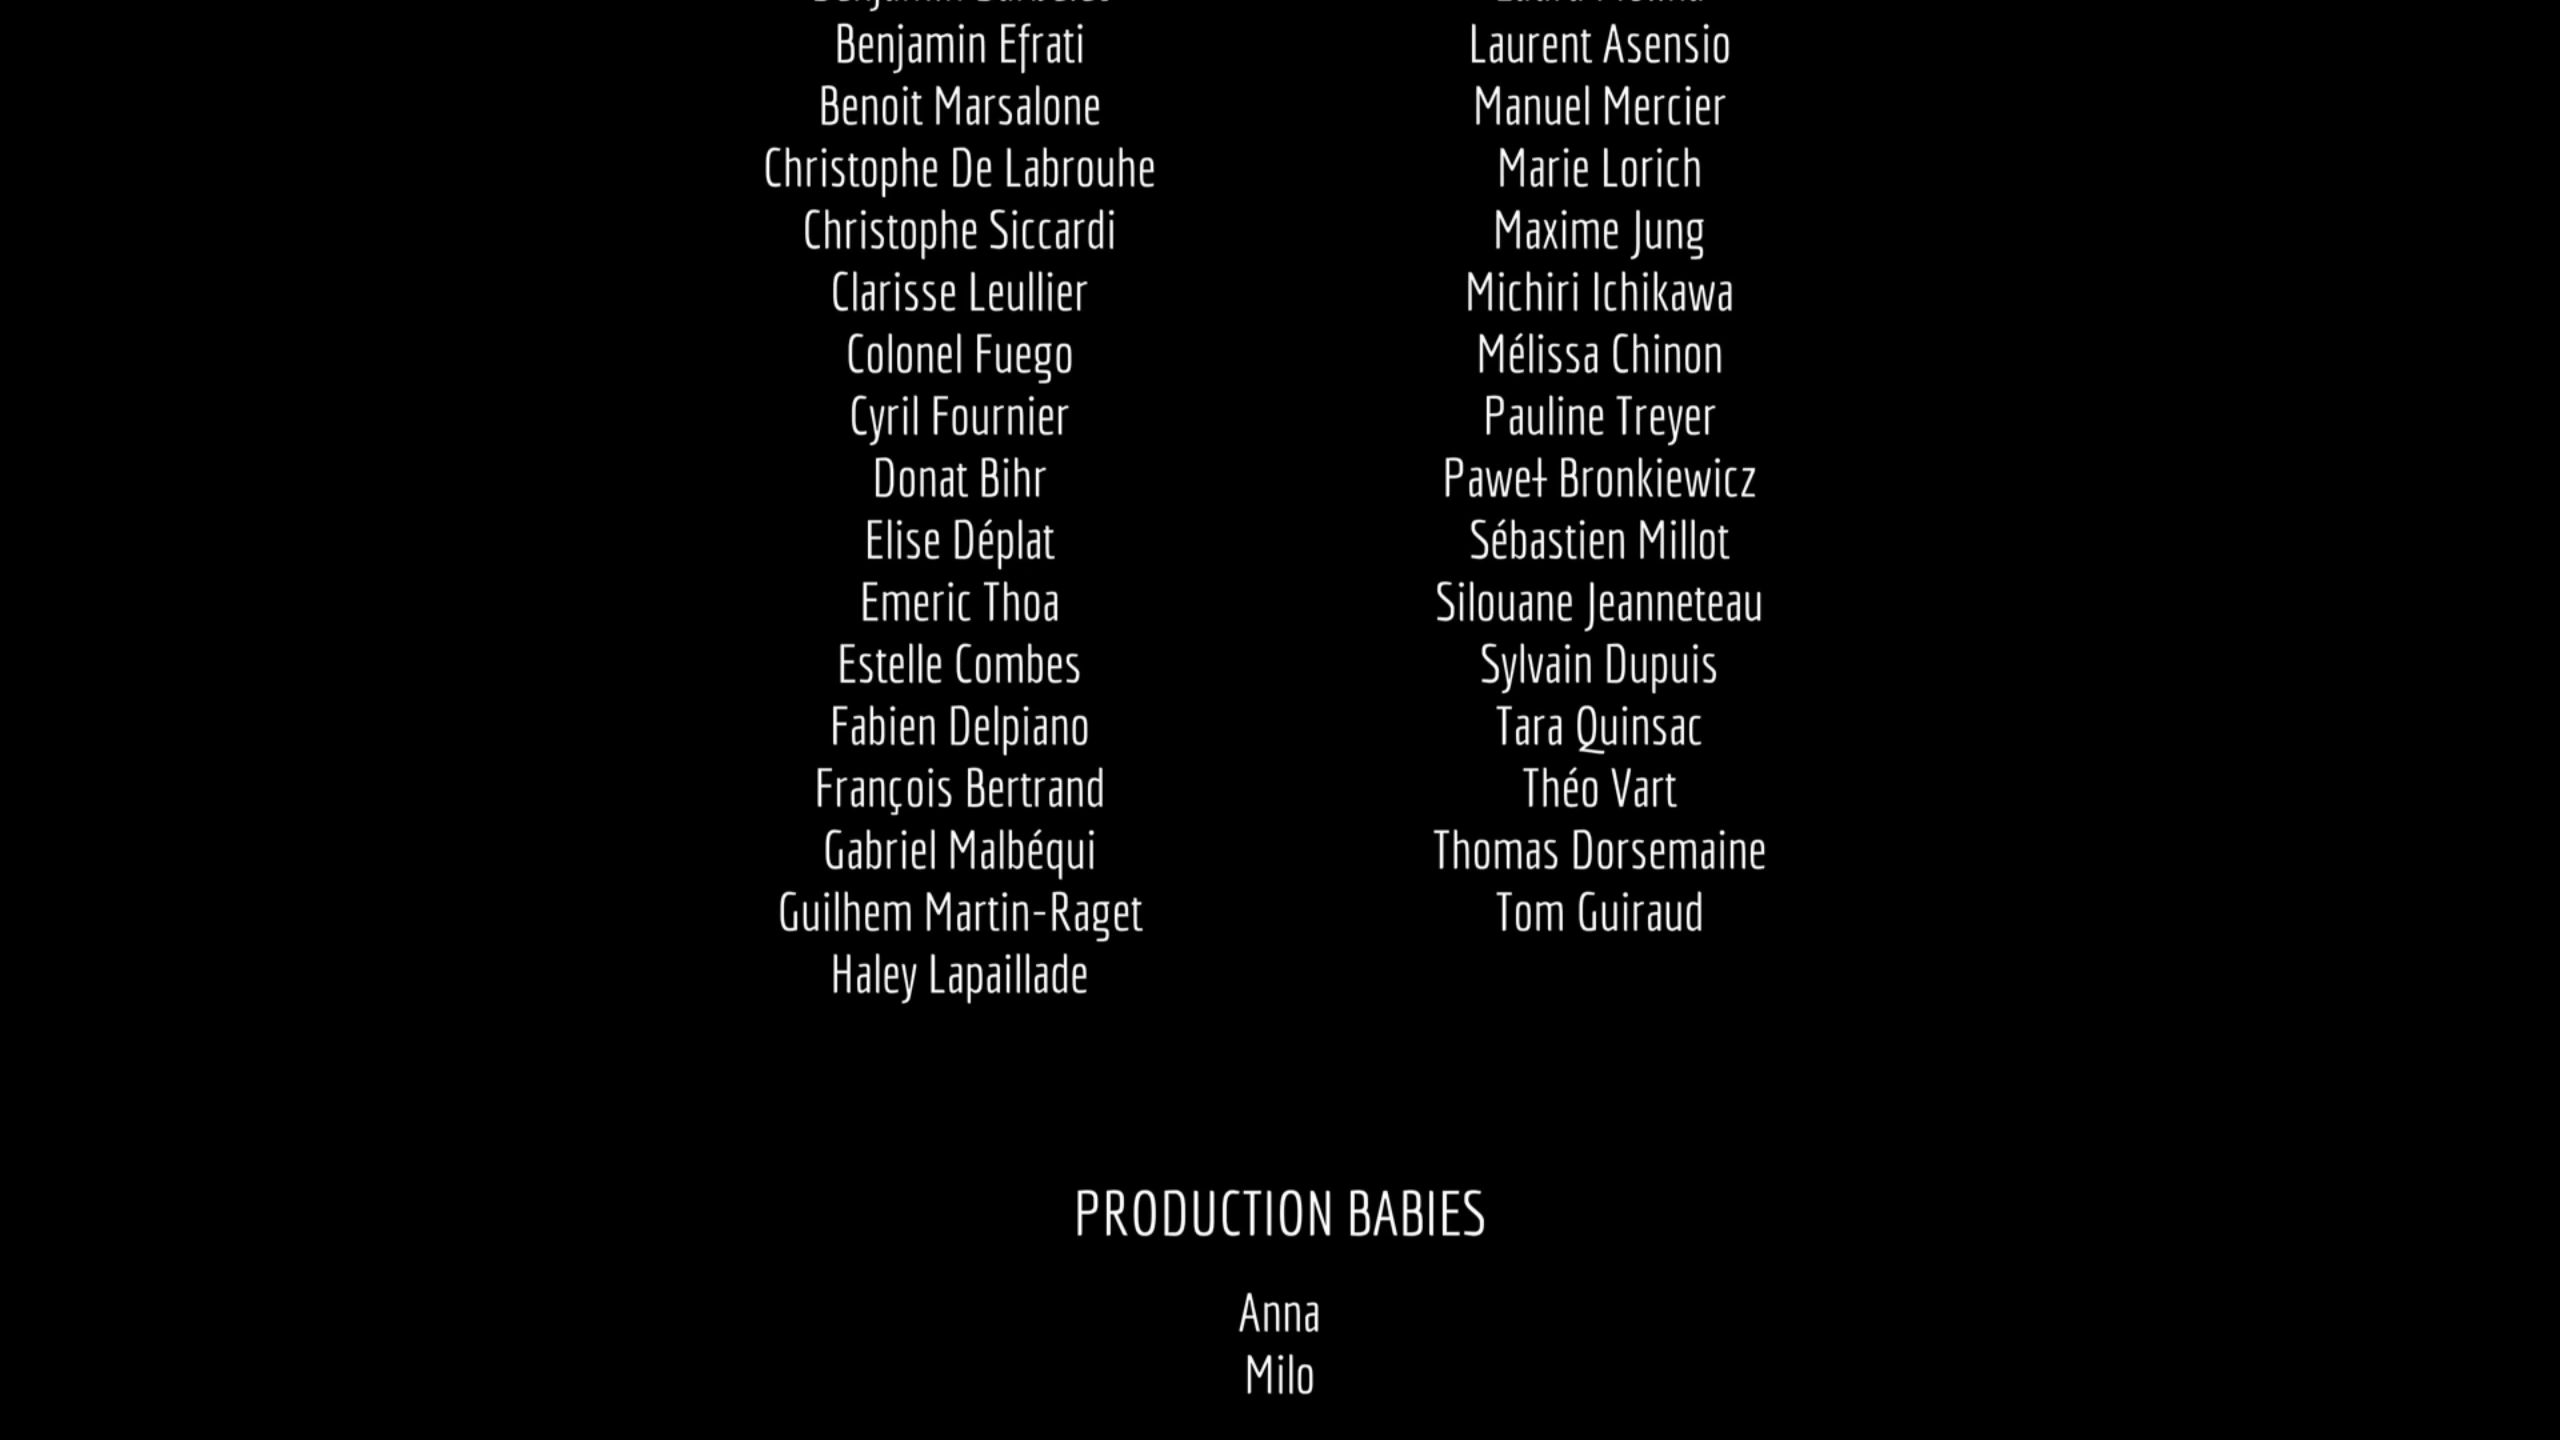 Benjamin Efrati
Benoit Marsalone
Christophe De Labrouhe
Christophe Siccardi
Clarisse Leullier
Colonel Fuego
Cyril Fournier
Donat Bihr
Elise Déplat
Emeric Thoa
Estelle Combes
Fabien Delpiano
François Bertrand
Gabriel Malbéqui
Guilhem Martin-Raget
Haley Lapaillade
Laurent Asensio
Manuel Mercier
Marie Lorich
Maxime Jung
Michiri Ichikawa
Mélissa Chinon
Pauline Treyer
Paweł Bronkiewicz
Sébastien Millot
Silouane Jeanneteau
Sylvain Dupuis
Tara Quinsac
Théo Vart
Thomas Dorsemaine
Tom Guiraud
PRODUCTION BABIES
Anna
Milo